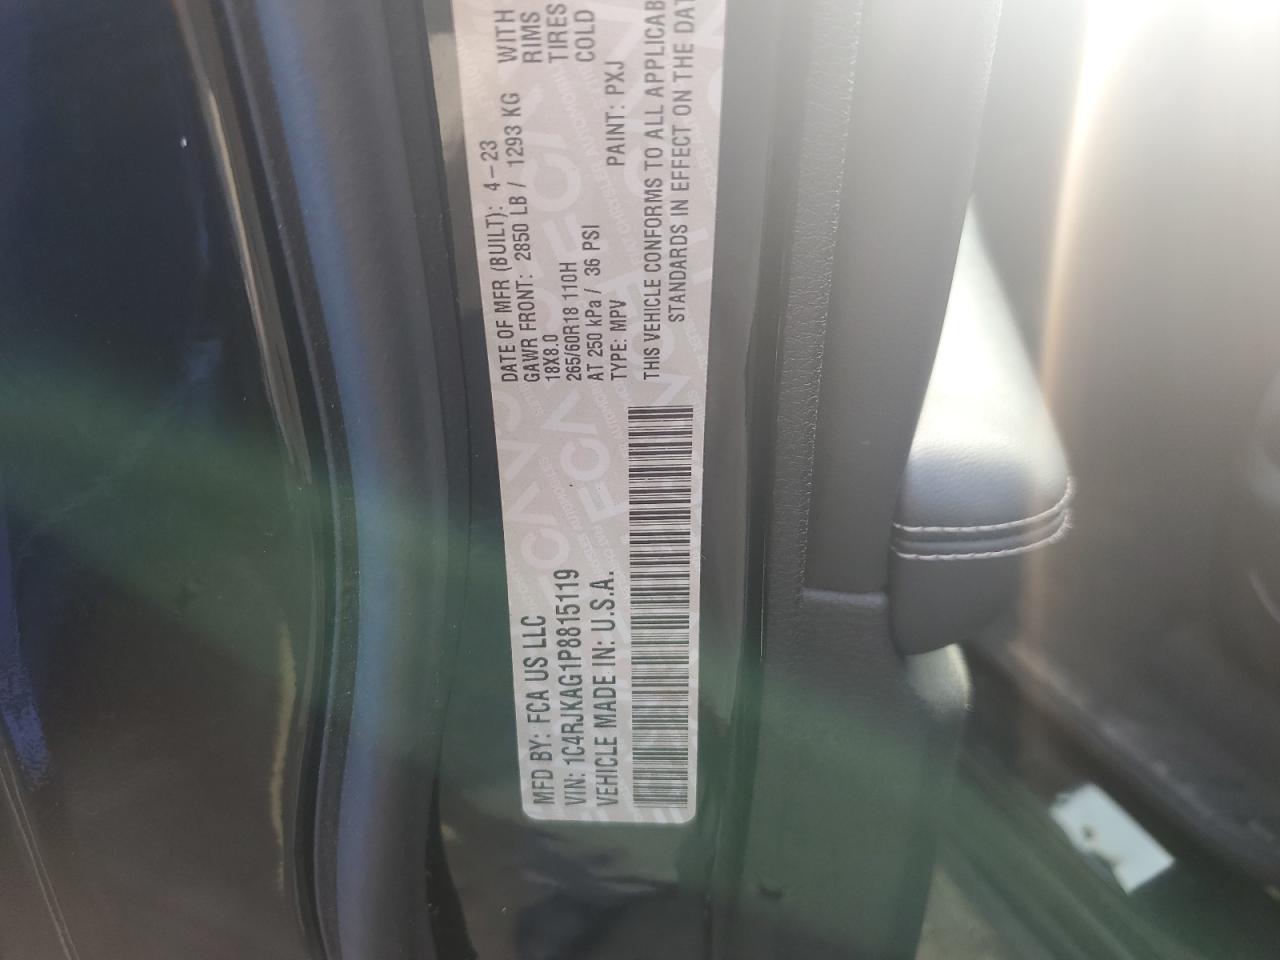 MFD BY: FCA US LLC
DATE OF MFR (BUILT): 4-23
GAWR FRONT: 2850 LB / 1293 KG WITH
18X8.0 RIMS
265/60R18 110H TIRES
AT 250 kPa / 36 PSI COLD
VIN: 1C4RJKAG1P8815119
VEHICLE MADE IN: U.S.A.
TYPE: MPV PAINT: PXJ
THIS VEHICLE CONFORMS TO ALL APPLICAB
STANDARDS IN EFFECT ON THE DAT